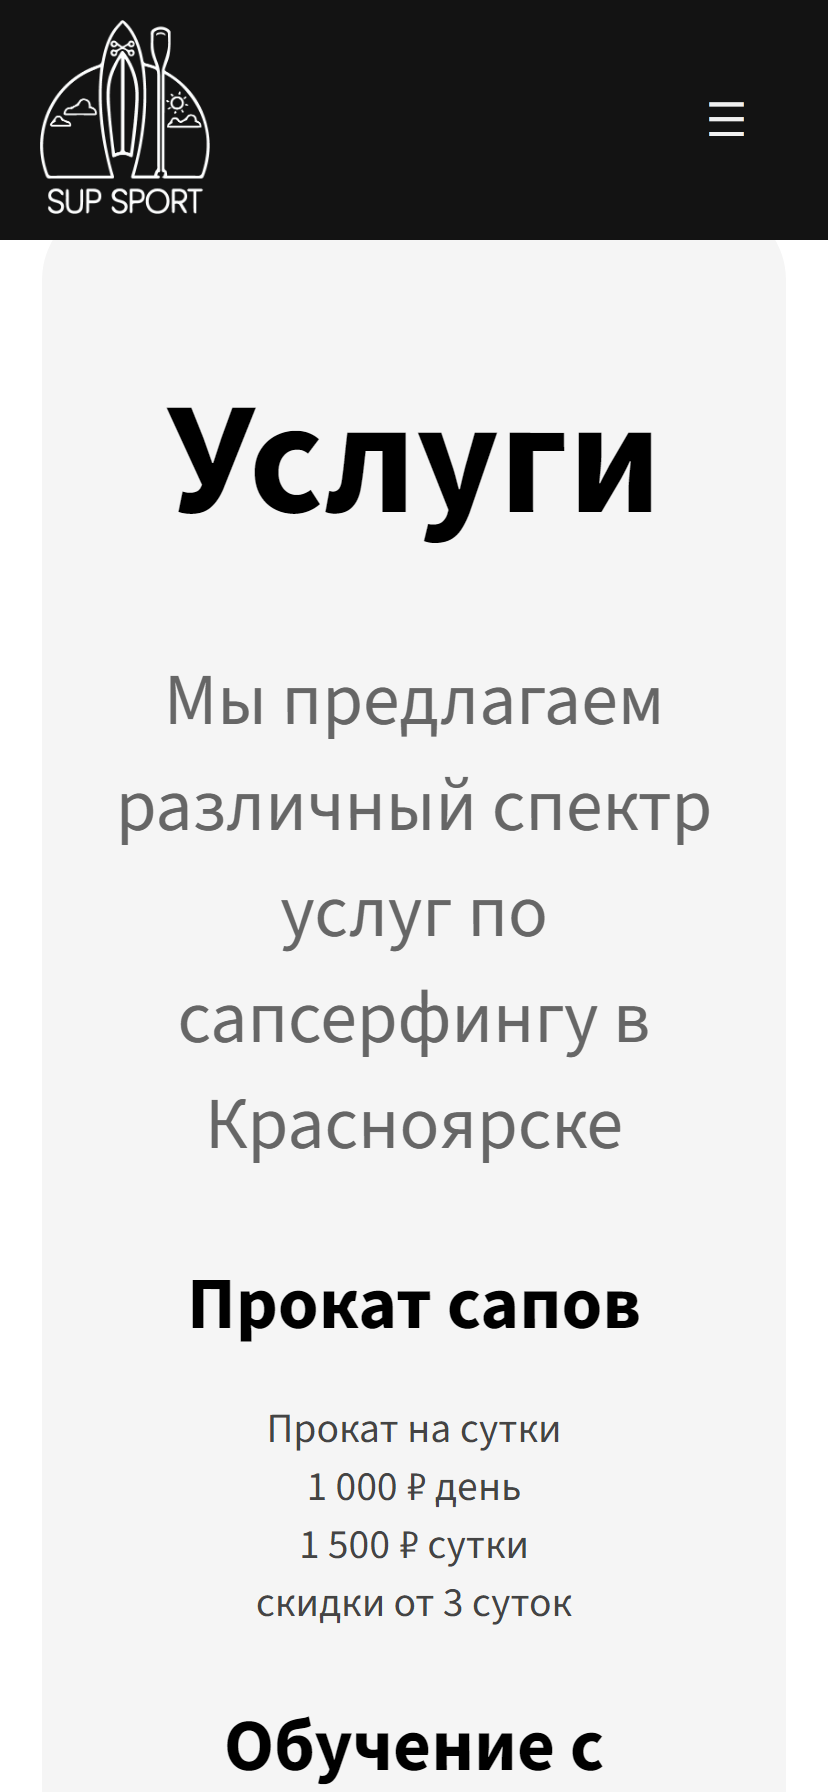 SUP SPORT
Услуги
Мы предлагаем
различный спектр
услуг по
сапсерфингу в
Красноярске
Прокат сапов
Прокат на сутки
1 000 ₽ день
1 500 ₽ сутки
скидки от 3 суток
Обучение с